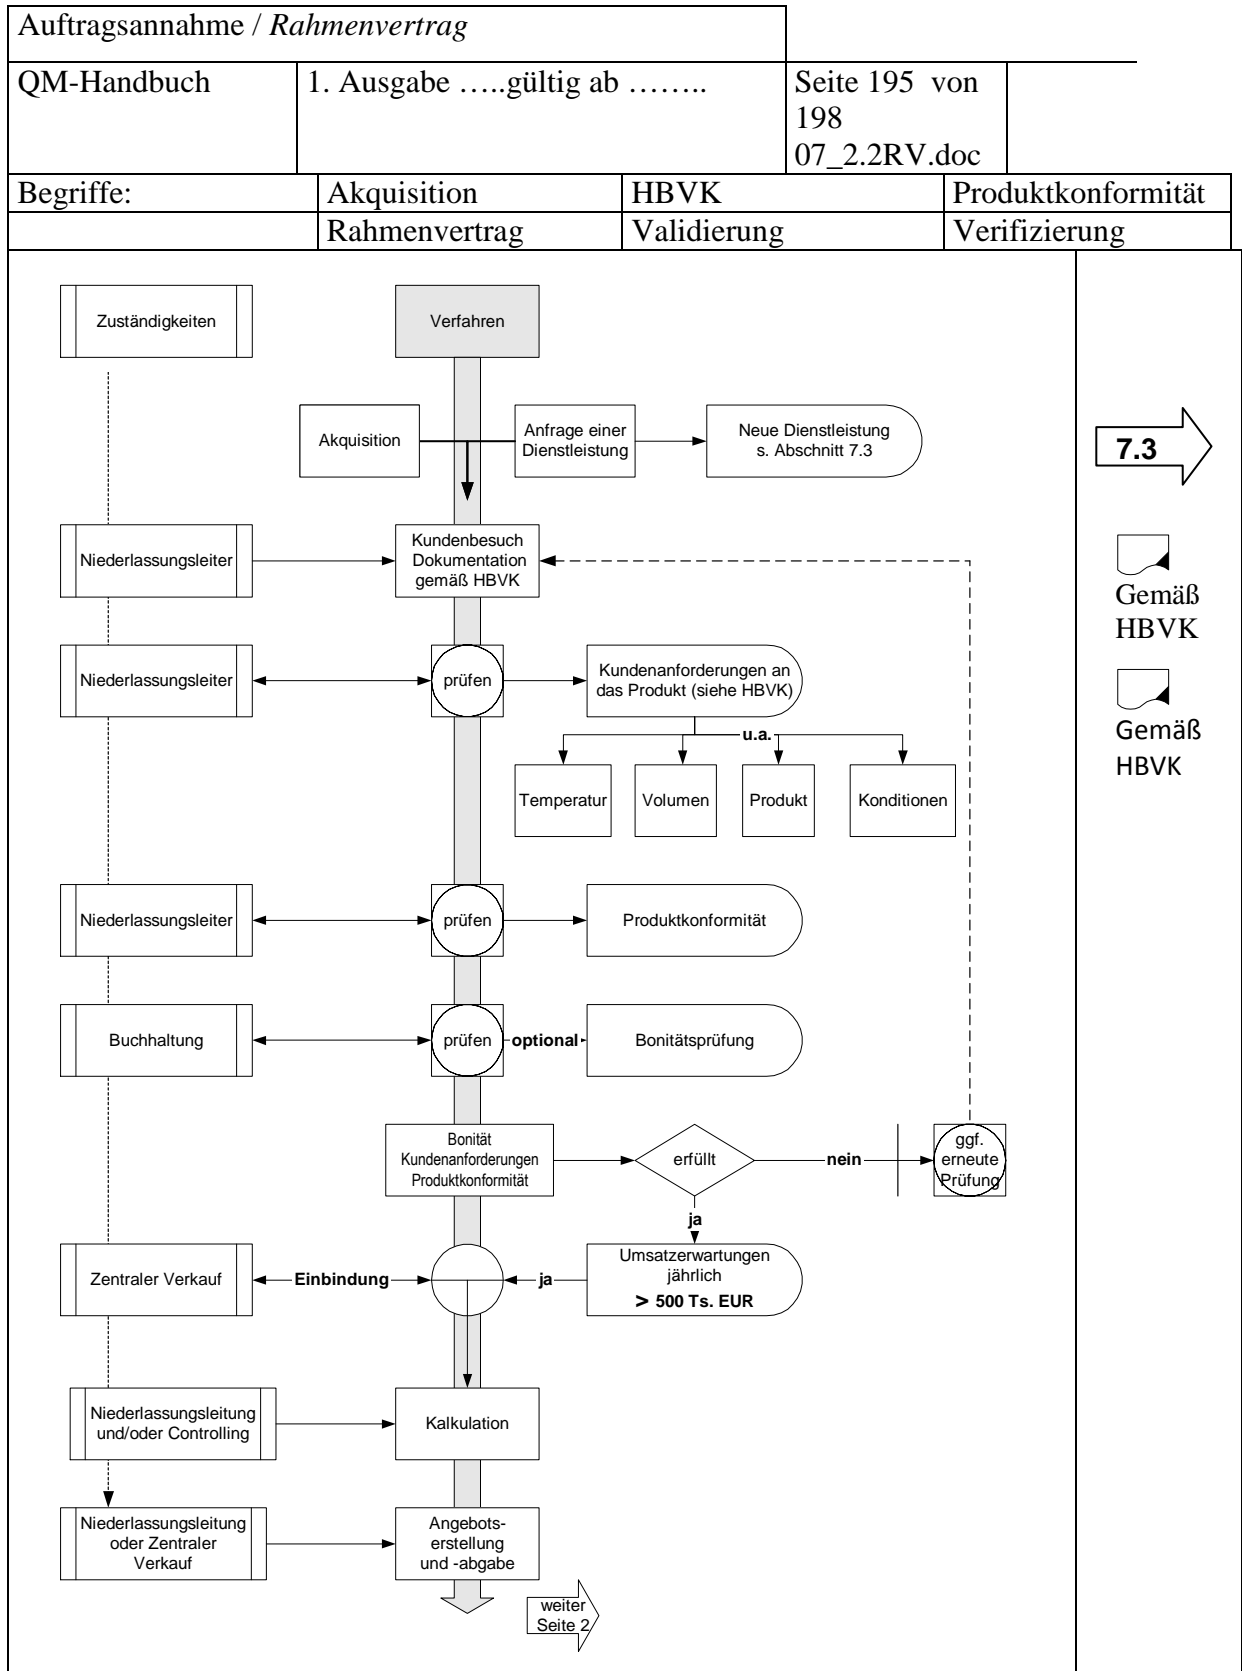 Auftragsannahme / Rahmenvertrag
QM-Handbuch
1. Ausgabe …..gültig ab ……..
Seite 195 von
198
07_2.2RV.doc
Begriffe:
Akquisition
HBVK
Produktkonformität
Rahmenvertrag
Validierung
Verifizierung
Zuständigkeiten
Verfahren
Akquisition
Anfrage einer
Dienstleistung
Neue Dienstleistung
s. Abschnitt 7.3
7.3
Niederlassungsleiter
Kundenbesuch
Dokumentation
gemäß HBVK
Gemäß
HBVK
Niederlassungsleiter
prüfen
Kundenanforderungen an
das Produkt (siehe HBVK)
Gemäß
HBVK
u.a.
Temperatur
Volumen
Produkt
Konditionen
Niederlassungsleiter
prüfen
Produktkonformität
Buchhaltung
prüfen
optional
Bonitätsprüfung
Bonität
Kundenanforderungen
Produktkonformität
erfüllt
nein
ggf.
erneute
Prüfung
ja
Zentraler Verkauf
Einbindung
ja
Umsatzerwartungen
jährlich
> 500 Ts. EUR
Niederlassungsleitung
und/oder Controlling
Kalkulation
Niederlassungsleitung
oder Zentraler
Verkauf
Angebots-
erstellung
und -abgabe
weiter
Seite 2